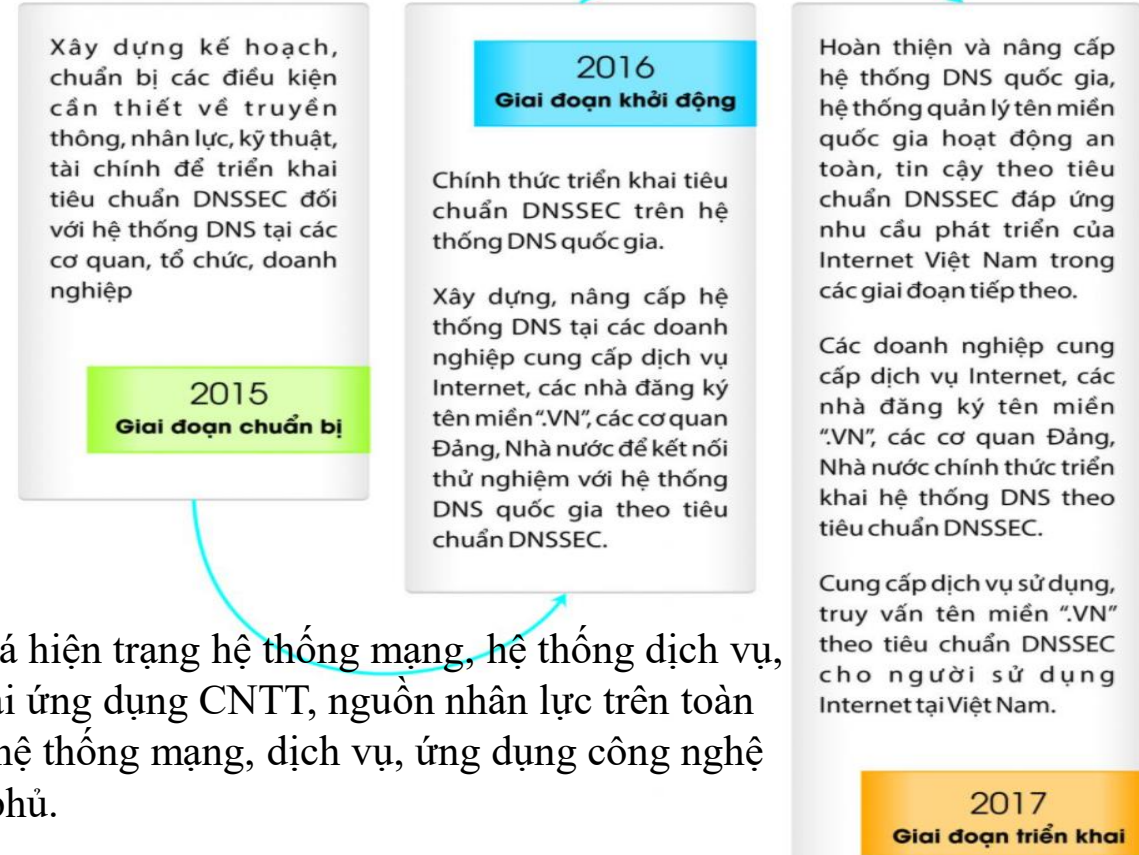 Xây dựng kế hoạch,
chuẩn bị các điều kiện
cần thiết về truyền
thông, nhân lực, kỹ thuật,
tài chính để triển khai
tiêu chuẩn DNSSEC đối
với hệ thống DNS tại các
cơ quan, tổ chức, doanh
nghiệp
2015
Giai đoạn chuẩn bị
2016
Giai đoạn khởi động
Chính thức triển khai tiêu
chuẩn DNSSEC trên hệ
thống DNS quốc gia.
Xây dựng, nâng cấp hệ
thống DNS tại các doanh
nghiệp cung cấp dịch vụ
Internet, các nhà đăng ký
tên miền “.VN”, các cơ quan
Đảng, Nhà nước để kết nối
thử nghiệm với hệ thống
DNS quốc gia theo tiêu
chuẩn DNSSEC.
Hoàn thiện và nâng cấp
hệ thống DNS quốc gia,
hệ thống quản lý tên miền
quốc gia hoạt động an
toàn, tin cậy theo tiêu
chuẩn DNSSEC đáp ứng
nhu cầu phát triển của
Internet Việt Nam trong
các giai đoạn tiếp theo.
Các doanh nghiệp cung
cấp dịch vụ Internet, các
nhà đăng ký tên miền
“.VN”, các cơ quan Đảng,
Nhà nước chính thức triển
khai hệ thống DNS theo
tiêu chuẩn DNSSEC.
Cung cấp dịch vụ sử dụng,
truy vấn tên miền “.VN”
theo tiêu chuẩn DNSSEC
cho người sử dụng
Internet tại Việt Nam.
2017
Giai đoạn triển khai
á hiện trạng hệ thống mạng, hệ thống dịch vụ,
ai ứng dụng CNTT, nguồn nhân lực trên toàn
hệ thống mạng, dịch vụ, ứng dụng công nghệ
phủ.